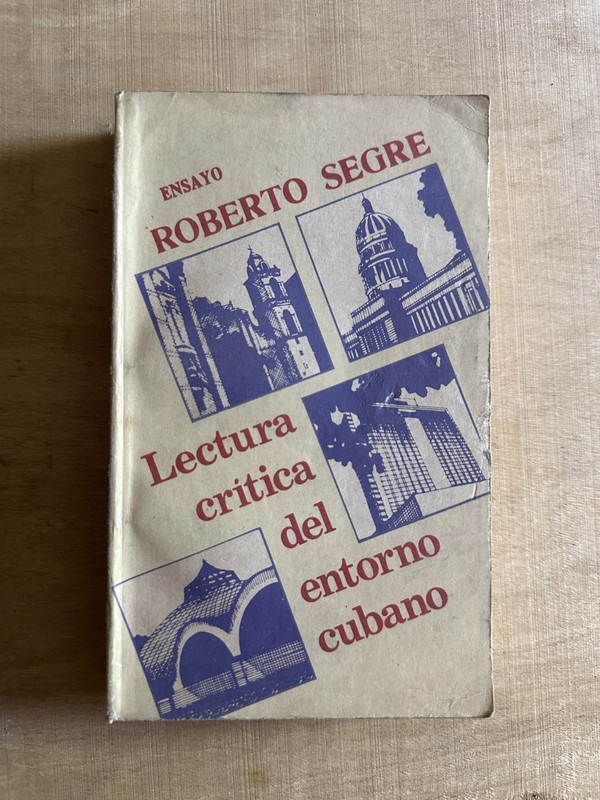 ENSAYO
ROBERTO SEGRE
Lectura
crítica
del
entorno
cubano